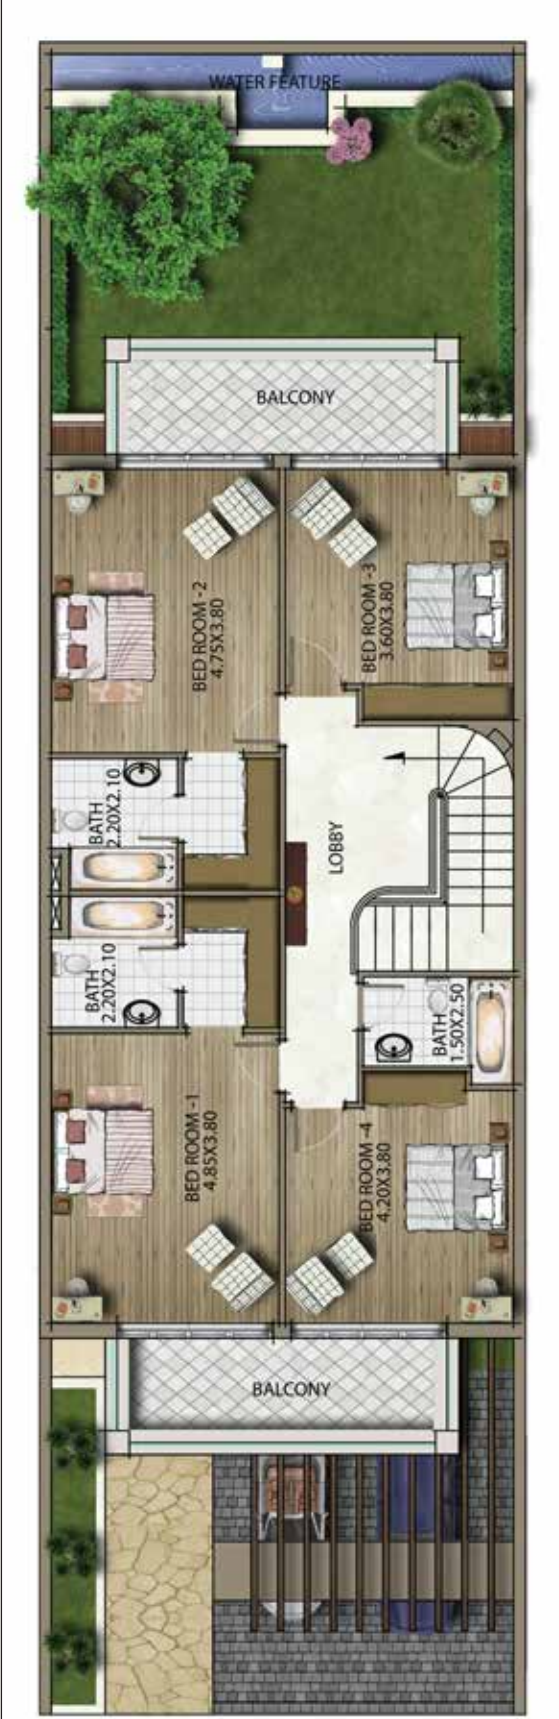 WATER FEATURE
BALCONY
BED ROOM -2
4.75X3.80
BED ROOM -3
3.60X3.80
BATH
2.20X2.10
LOBBY
BATH
2.20X2.10
BATH
1.50X2.50
BED ROOM -1
4.85X3.80
BED ROOM -4
4.20X3.80
BALCONY